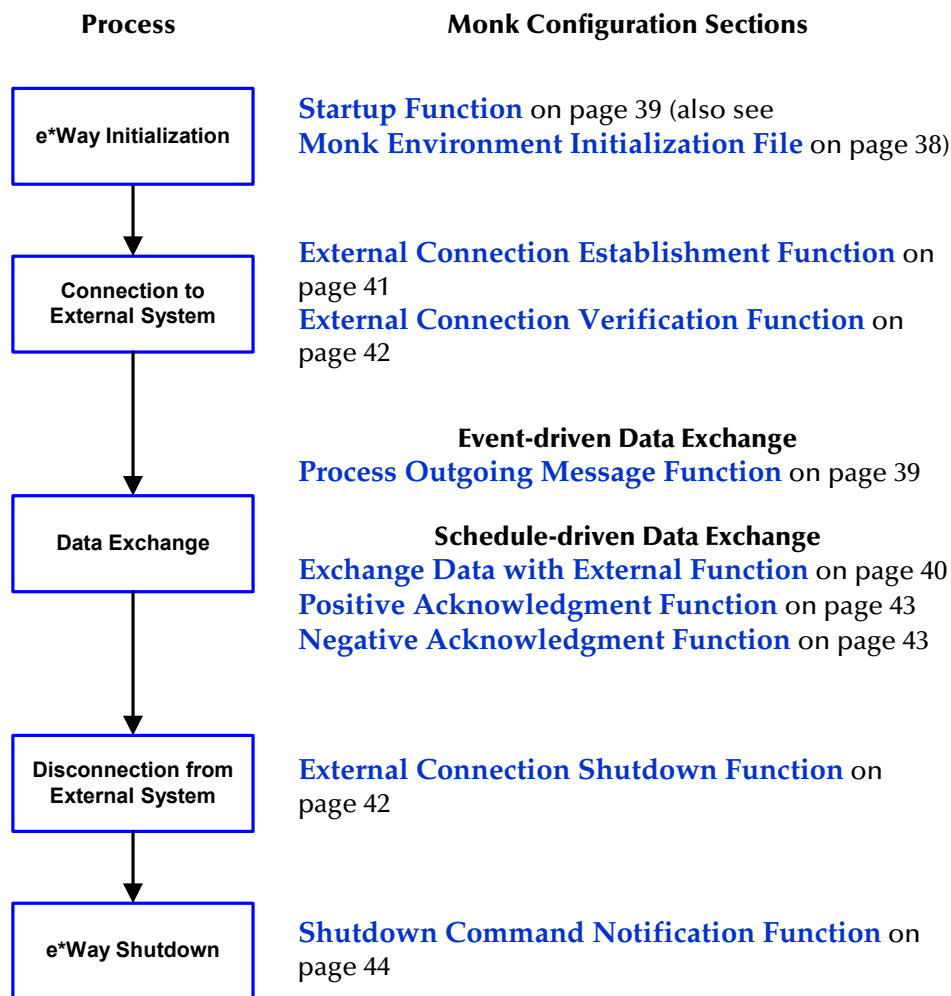 Process Monk Configuration Sections
e*Way Initialization
Startup Function on page 39 (also see
Monk Environment Initialization File on page 38)
Connection to
External System
External Connection Establishment Function on
page 41
External Connection Verification Function on
page 42
Data Exchange
Event-driven Data Exchange
Process Outgoing Message Function on page 39
Schedule-driven Data Exchange
Exchange Data with External Function on page 40
Positive Acknowledgment Function on page 43
Negative Acknowledgment Function on page 43
Disconnection from
External System
External Connection Shutdown Function on
page 42
e*Way Shutdown
Shutdown Command Notification Function on
page 44